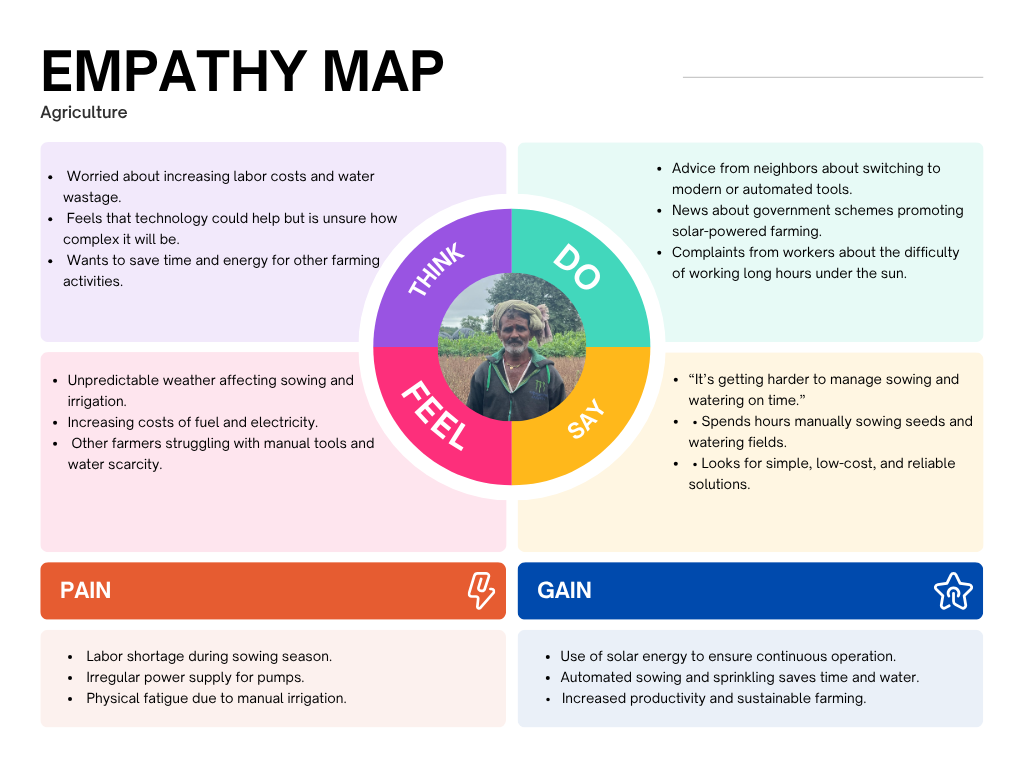 EMPATHY MAP
Agriculture
• Worried about increasing labor costs and water
wastage.
• Feels that technology could help but is unsure how
complex it will be.
• Wants to save time and energy for other farming
activities.
• Advice from neighbors about switching to
modern or automated tools.
• News about government schemes promoting
solar-powered farming.
• Complaints from workers about the difficulty
of working long hours under the sun.
THINK
DO
FEEL
SAY
• Unpredictable weather affecting sowing and
irrigation.
• Increasing costs of fuel and electricity.
• Other farmers struggling with manual tools and
water scarcity.
• “It’s getting harder to manage sowing and
watering on time.”
• • Spends hours manually sowing seeds and
watering fields.
• • Looks for simple, low-cost, and reliable
solutions.
PAIN
GAIN
• Labor shortage during sowing season.
• Irregular power supply for pumps.
• Physical fatigue due to manual irrigation.
• Use of solar energy to ensure continuous operation.
• Automated sowing and sprinkling saves time and water.
• Increased productivity and sustainable farming.